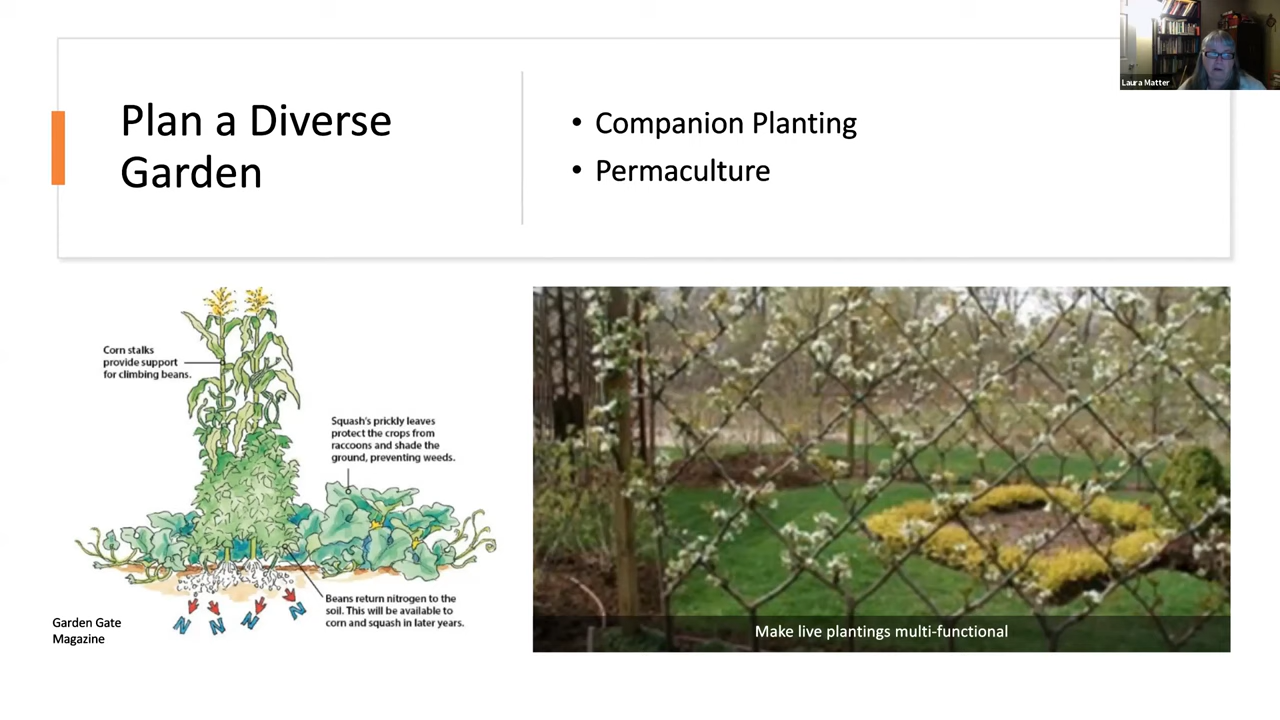 Laura Matter
Plan a Diverse
Garden
• Companion Planting
• Permaculture
Corn stalks
provide support
for climbing beans.
Squash's prickly leaves
protect the crops from
raccoons and shade the
ground, preventing weeds.
Beans return nitrogen to the
soil. This will be available to
corn and squash in later years.
N N N N
Garden Gate
Magazine
Make live plantings multi-functional